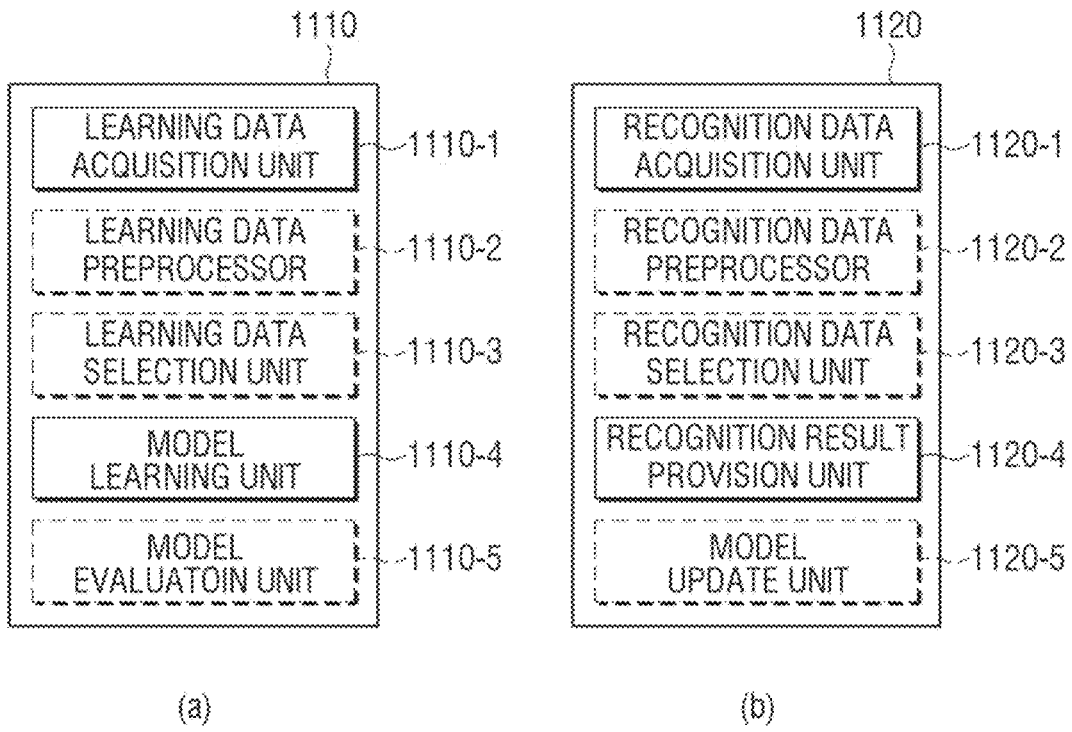 1110
LEARNING DATA
ACQUISITION UNIT
1110-1
LEARNING DATA
PREPROCESSOR
1110-2
LEARNING DATA
SELECTION UNIT
1110-3
MODEL
LEARNING UNIT
1110-4
MODEL
EVALUATOIN UNIT
1110-5
(a)
1120
RECOGNITION DATA
ACQUISITION UNIT
1120-1
RECOGNITION DATA
PREPROCESSOR
1120-2
RECOGNITION DATA
SELECTION UNIT
1120-3
RECOGNITION RESULT
PROVISION UNIT
1120-4
MODEL
UPDATE UNIT
1120-5
(b)